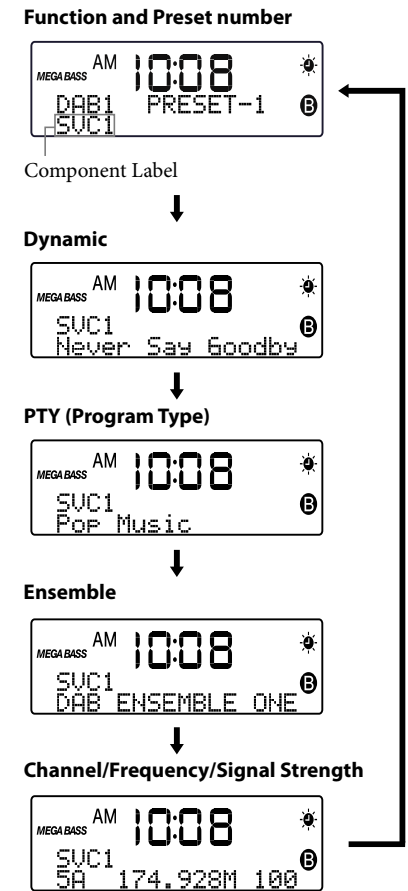 Function and Preset number
MEGA BASS AM 10:08
DAB1 PRESET-1 B
SVC1
Component Label
Dynamic
MEGA BASS AM 10:08
SVC1 B
Never Say Goodby
PTY (Program Type)
MEGA BASS AM 10:08
SVC1 B
Pop Music
Ensemble
MEGA BASS AM 10:08
SVC1 B
DAB ENSEMBLE ONE
Channel/Frequency/Signal Strength
MEGA BASS AM 10:08
SVC1 B
5A 174.928M 100